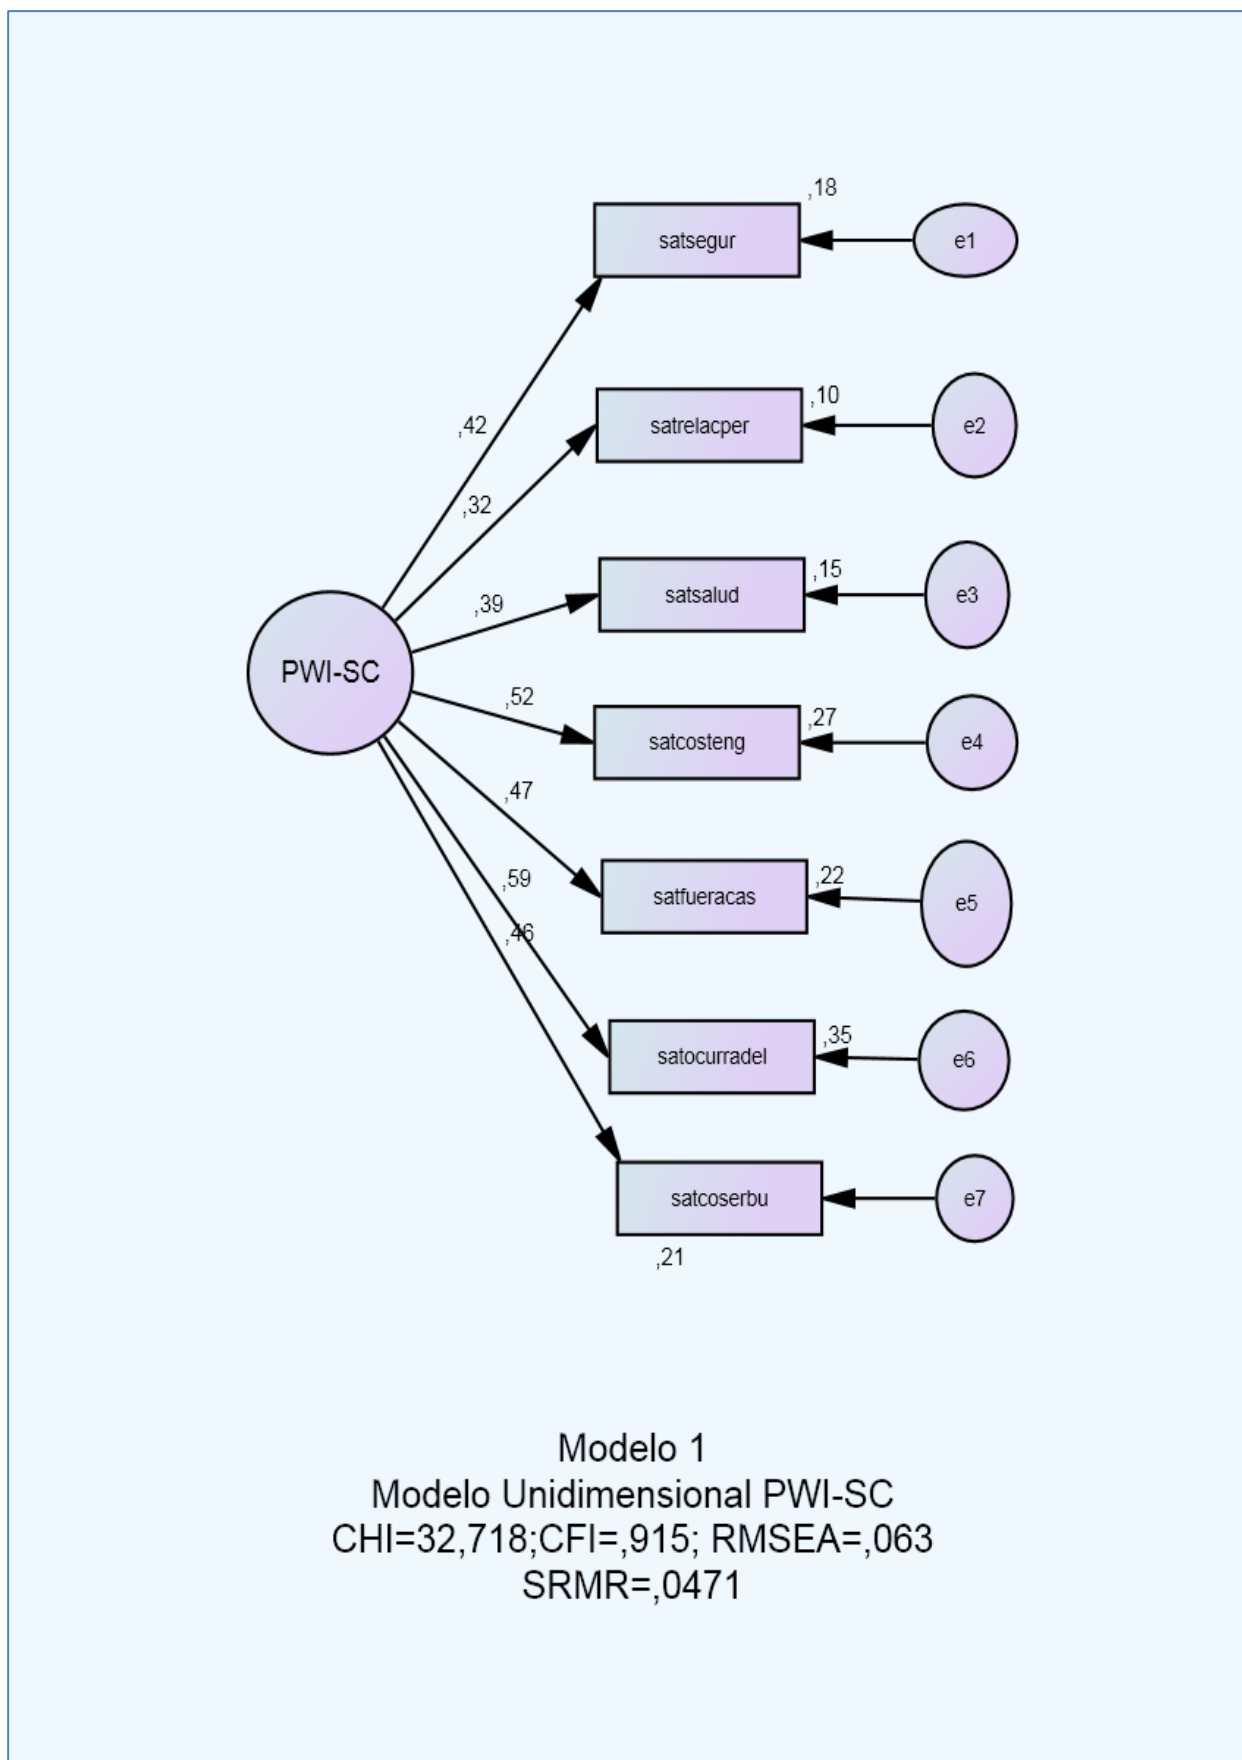 ,18
satsegur
e1
,42
,10
satrelacper
e2
,32
,15
satsalud
e3
,39
PWI-SC
,52
,27
satcosteng
e4
,47
,22
satfueracas
e5
,59
,46
,35
satocurradel
e6
satcoserbu
e7
,21
Modelo 1
Modelo Unidimensional PWI-SC
CHI=32,718;CFI=,915; RMSEA=,063
SRMR=,0471